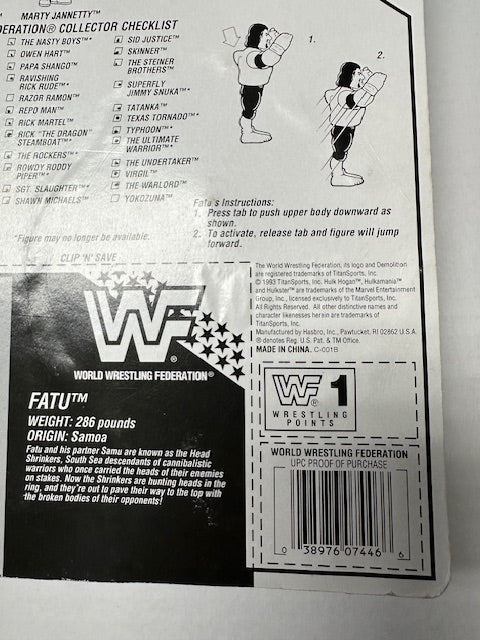 MARTY JANNETTY™
DERATION® COLLECTOR CHECKLIST
THE NASTY BOYS™*
OWEN HART™
PAPA SHANGO™
RAVISHING
RICK RUDE™*
RAZOR RAMON™
REPO MAN™
RICK MARTEL™
RICK "THE DRAGON"
STEAMBOAT™*
THE ROCKERS™*
ROWDY RODDY
PIPER™*
SGT. SLAUGHTER™*
SHAWN MICHAELS™
SID JUSTICE™*
SKINNER™
THE STEINER
BROTHERS™
SUPERFLY
JIMMY SNUKA™*
TATANKA™
TEXAS TORNADO™*
TYPHOON™*
THE ULTIMATE
WARRIOR™*
THE UNDERTAKER™
VIRGIL™
THE WARLORD™
YOKOZUNA™
*Figure may no longer be available.
CLIP 'N' SAVE
1.
2.
Fatu's Instructions:
1. Press tab to push upper body downward as
shown.
2. To activate, release tab and figure will jump
forward.
The World Wrestling Federation, its logo and Demolition
are registered trademarks of TitanSports, Inc.
© 1993 TitanSports, Inc. Hulk Hogan™, Hulkamania™
and Hulkster™ are trademarks of the Marvel Entertainment
Group, Inc., licensed exclusively to TitanSports, Inc.
All Rights Reserved. All other distinctive names and
character likenesses herein are trademarks of
TitanSports, Inc.
Manufactured by Hasbro, Inc., Pawtucket, RI 02862 U.S.A.
® denotes Reg. U.S. Pat. & TM Office.
MADE IN CHINA. C-001B
WF®
WORLD WRESTLING FEDERATION®
FATU™
WEIGHT: 286 pounds
ORIGIN: Samoa
Fatu and his partner Samu are known as the Head
Shrinkers, South Sea descendants of cannibalistic
warriors who once carried the heads of their enemies
on stakes. Now the Shrinkers are hunting heads in the
ring, and they're out to pave their way to the top with
the broken bodies of their opponents!
WF® 1
WRESTLING
POINTS
WORLD WRESTLING FEDERATION
UPC PROOF OF PURCHASE
0 38976 07446 6